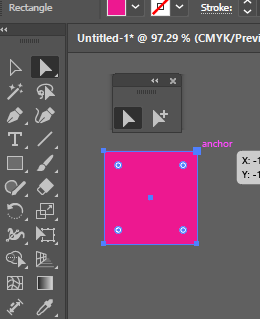 Rectangle
Stroke:
Untitled-1* @ 97.29 % (CMYK/Previ
anchor
X: -1
Y: -1